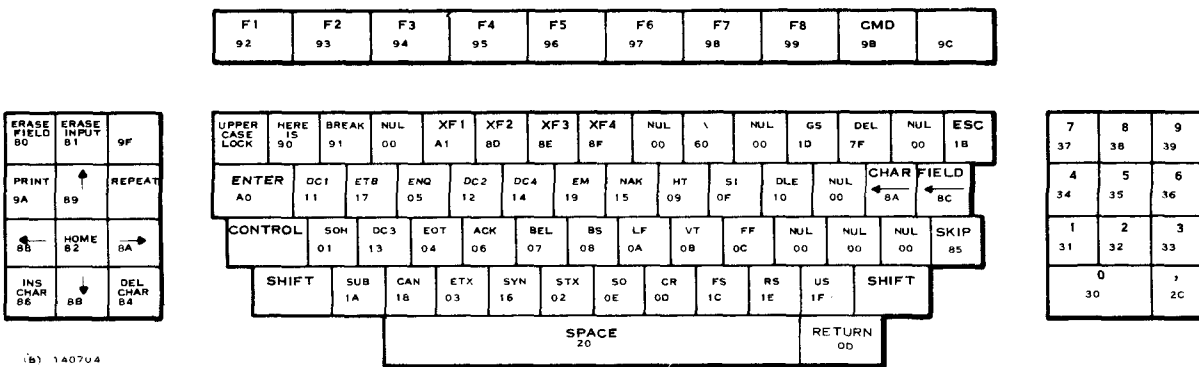 F1 F2 F3 F4 F5 F6 F7 F8 CMD
92 93 94 95 96 97 98 99 9B 9C
ERASE FIELD 80
ERASE INPUT 81
9F
PRINT 9A
↑ 89
REPEAT
← 88
HOME 82
→ 8A
INS CHAR 86
↓ 8B
DEL CHAR 84
UPPER CASE LOCK
HERE IS 90
BREAK 91
NUL 00
XF1 A1
XF2 8D
XF3 8E
XF4 8F
NUL 00
\ 60
NUL 00
GS 1D
DEL 7F
NUL 00
ESC 1B
ENTER A0
DC1 11
ETB 17
ENQ 05
DC2 12
DC4 14
EM 19
NAK 15
HT 09
SI 0F
DLE 10
NUL 00
CHAR ← 8A
FIELD ← 8C
CONTROL
SOH 01
DC3 13
EOT 04
ACK 06
BEL 07
BS 08
LF 0A
VT 0B
FF 0C
NUL 00
NUL 00
NUL 00
SKIP 85
SHIFT
SUB 1A
CAN 18
ETX 03
SYN 16
STX 02
SO 0E
CR 0D
FS 1C
RS 1E
US 1F
SHIFT
SPACE 20
RETURN 0D
7 8 9
37 38 39
4 5 6
34 35 36
1 2 3
31 32 33
0 ,
30 2C
(B) 140704